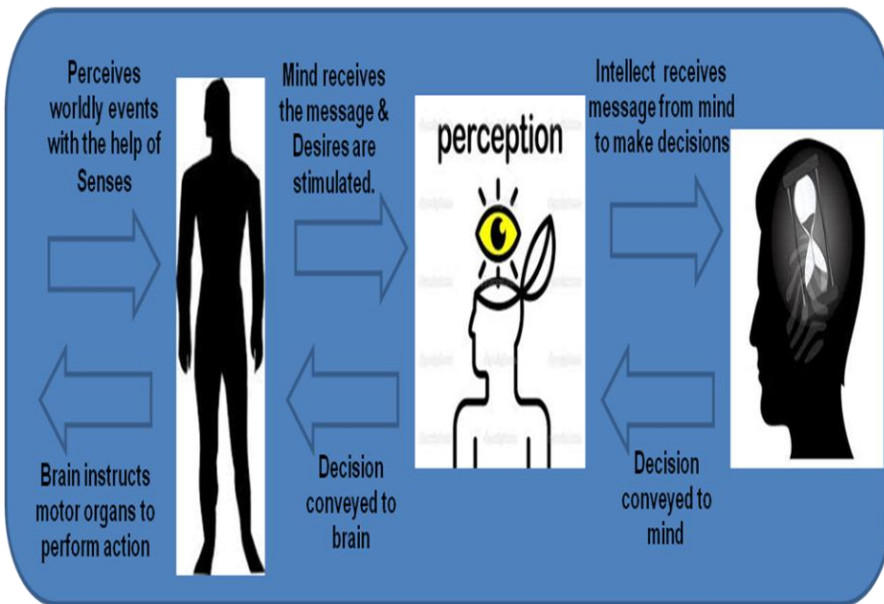 Perceives
worldly events
with the help of
Senses
Mind receives
the message &
Desires are
stimulated.
perception
Intellect receives
message from mind
to make decisions
Brain instructs
motor organs to
perform action
Decision
conveyed to
brain
Decision
conveyed to
mind